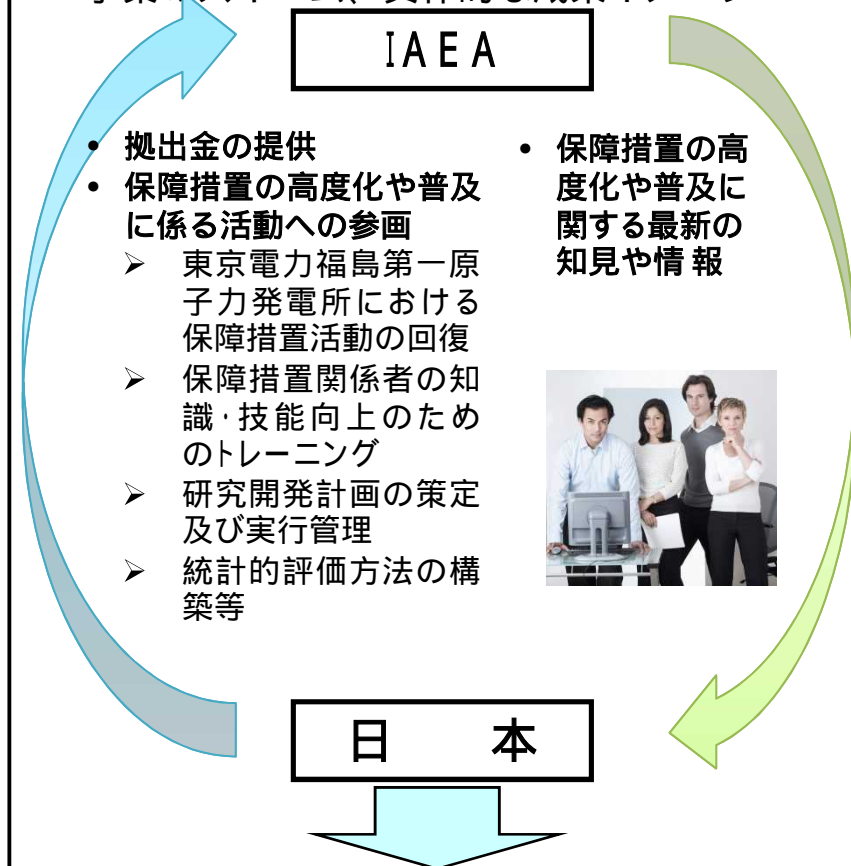 IAEA
• 拠出金の提供
• 保障措置の高度化や普及
に係る活動への参画
➢ 東京電力福島第一原
子力発電所における
保障措置活動の回復
➢ 保障措置関係者の知
識・技能向上のため
のトレーニング
➢ 研究開発計画の策定
及び実行管理
➢ 統計的評価方法の構
築等
• 保障措置の高
度化や普及に
関する最新の
知見や情報
日 本